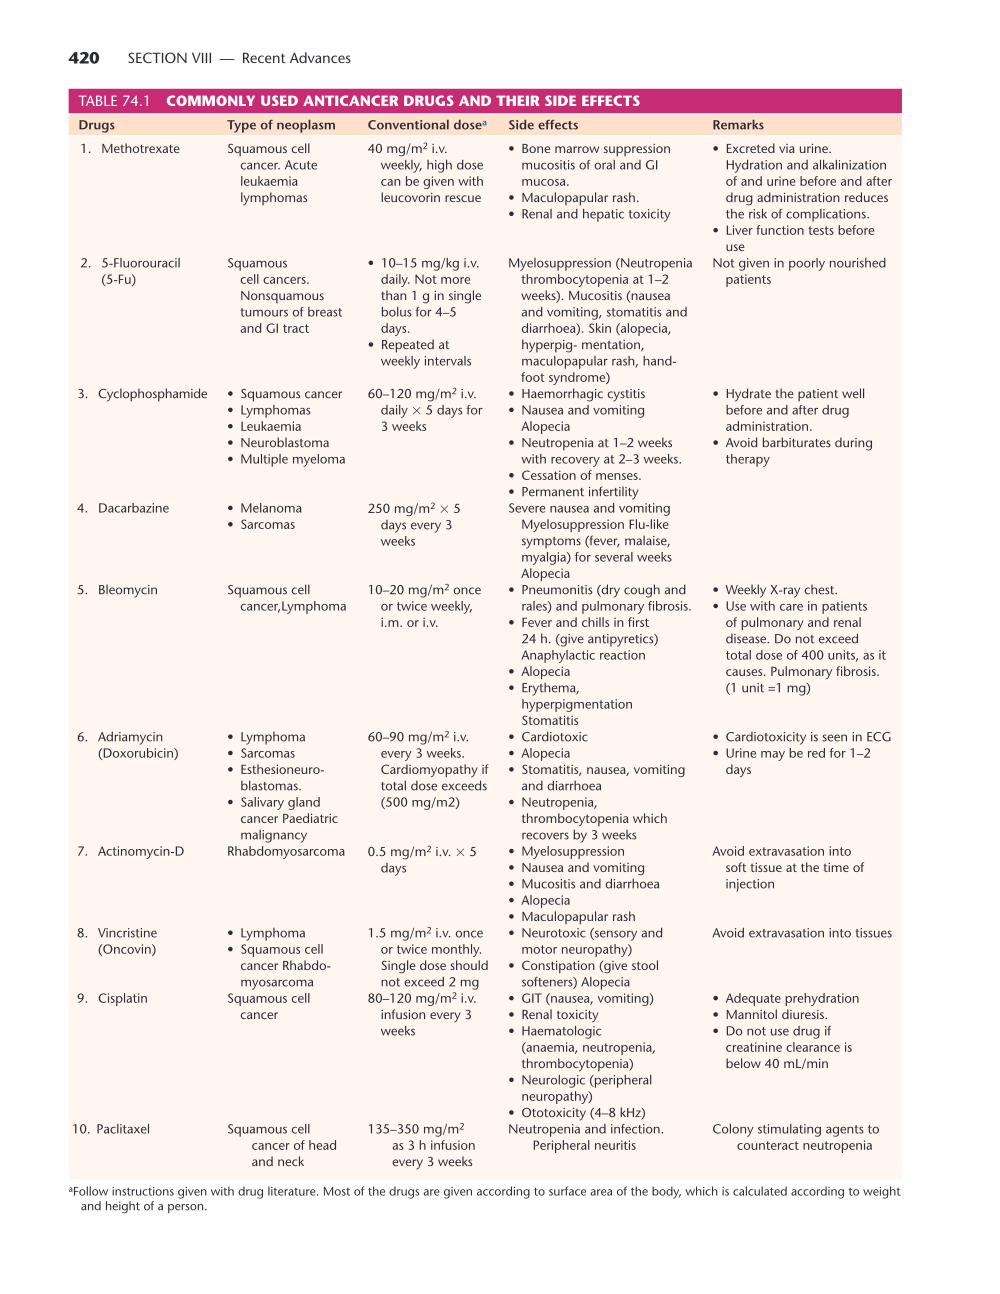 420 SECTION VIII — Recent Advances
TABLE 74.1 COMMONLY USED ANTICANCER DRUGS AND THEIR SIDE EFFECTS
Drugs Type of neoplasm Conventional doseᵃ Side effects Remarks
1. Methotrexate
Squamous cell
cancer. Acute
leukaemia
lymphomas
40 mg/m² i.v.
weekly, high dose
can be given with
leucovorin rescue
• Bone marrow suppression
mucositis of oral and GI
mucosa.
• Maculopapular rash.
• Renal and hepatic toxicity
• Excreted via urine.
Hydration and alkalinization
of and urine before and after
drug administration reduces
the risk of complications.
• Liver function tests before
use
2. 5-Fluorouracil
(5-Fu)
Squamous
cell cancers.
Nonsquamous
tumours of breast
and GI tract
• 10–15 mg/kg i.v.
daily. Not more
than 1 g in single
bolus for 4–5
days.
• Repeated at
weekly intervals
Myelosuppression (Neutropenia
thrombocytopenia at 1–2
weeks). Mucositis (nausea
and vomiting, stomatitis and
diarrhoea). Skin (alopecia,
hyperpig- mentation,
maculopapular rash, hand-
foot syndrome)
Not given in poorly nourished
patients
3. Cyclophosphamide
• Squamous cancer
• Lymphomas
• Leukaemia
• Neuroblastoma
• Multiple myeloma
60–120 mg/m² i.v.
daily × 5 days for
3 weeks
• Haemorrhagic cystitis
• Nausea and vomiting
Alopecia
• Neutropenia at 1–2 weeks
with recovery at 2–3 weeks.
• Cessation of menses.
• Permanent infertility
• Hydrate the patient well
before and after drug
administration.
• Avoid barbiturates during
therapy
4. Dacarbazine
• Melanoma
• Sarcomas
250 mg/m² × 5
days every 3
weeks
Severe nausea and vomiting
Myelosuppression Flu-like
symptoms (fever, malaise,
myalgia) for several weeks
Alopecia
5. Bleomycin
Squamous cell
cancer,Lymphoma
10–20 mg/m² once
or twice weekly,
i.m. or i.v.
• Pneumonitis (dry cough and
rales) and pulmonary fibrosis.
• Fever and chills in first
24 h. (give antipyretics)
Anaphylactic reaction
• Alopecia
• Erythema,
hyperpigmentation
Stomatitis
• Weekly X-ray chest.
• Use with care in patients
of pulmonary and renal
disease. Do not exceed
total dose of 400 units, as it
causes. Pulmonary fibrosis.
(1 unit =1 mg)
6. Adriamycin
(Doxorubicin)
• Lymphoma
• Sarcomas
• Esthesioneuro-
blastomas.
• Salivary gland
cancer Paediatric
malignancy
60–90 mg/m² i.v.
every 3 weeks.
Cardiomyopathy if
total dose exceeds
(500 mg/m2)
• Cardiotoxic
• Alopecia
• Stomatitis, nausea, vomiting
and diarrhoea
• Neutropenia,
thrombocytopenia which
recovers by 3 weeks
• Cardiotoxicity is seen in ECG
• Urine may be red for 1–2
days
7. Actinomycin-D
Rhabdomyosarcoma
0.5 mg/m² i.v. × 5
days
• Myelosuppression
• Nausea and vomiting
• Mucositis and diarrhoea
• Alopecia
• Maculopapular rash
Avoid extravasation into
soft tissue at the time of
injection
8. Vincristine
(Oncovin)
• Lymphoma
• Squamous cell
cancer Rhabdo-
myosarcoma
1.5 mg/m² i.v. once
or twice monthly.
Single dose should
not exceed 2 mg
• Neurotoxic (sensory and
motor neuropathy)
• Constipation (give stool
softeners) Alopecia
Avoid extravasation into tissues
9. Cisplatin
Squamous cell
cancer
80–120 mg/m² i.v.
infusion every 3
weeks
• GIT (nausea, vomiting)
• Renal toxicity
• Haematologic
(anaemia, neutropenia,
thrombocytopenia)
• Neurologic (peripheral
neuropathy)
• Ototoxicity (4–8 kHz)
• Adequate prehydration
• Mannitol diuresis.
• Do not use drug if
creatinine clearance is
below 40 mL/min
10. Paclitaxel
Squamous cell
cancer of head
and neck
135–350 mg/m²
as 3 h infusion
every 3 weeks
Neutropenia and infection.
Peripheral neuritis
Colony stimulating agents to
counteract neutropenia
ᵃFollow instructions given with drug literature. Most of the drugs are given according to surface area of the body, which is calculated according to weight
and height of a person.